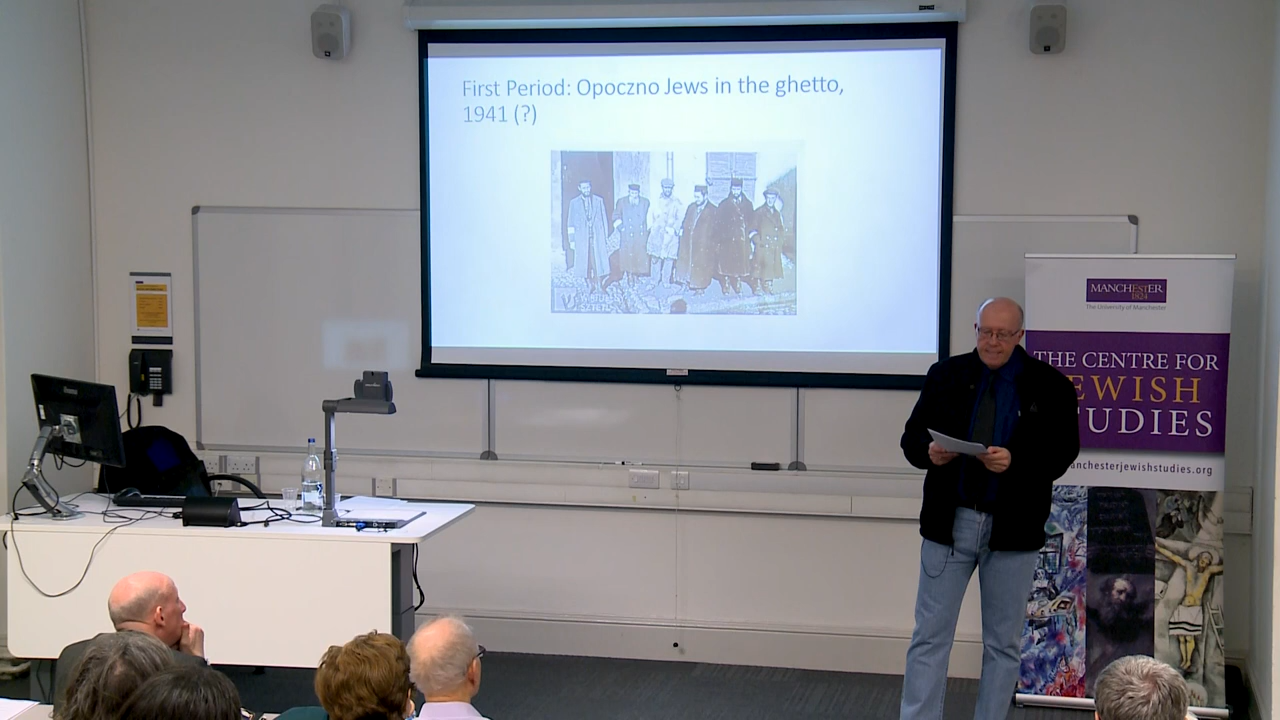 First Period: Opoczno Jews in the ghetto,
1941 (?)
MANCHESTER
1824
The University of Manchester
THE CENTRE FOR
JEWISH
STUDIES
manchesterjewishstudies.org